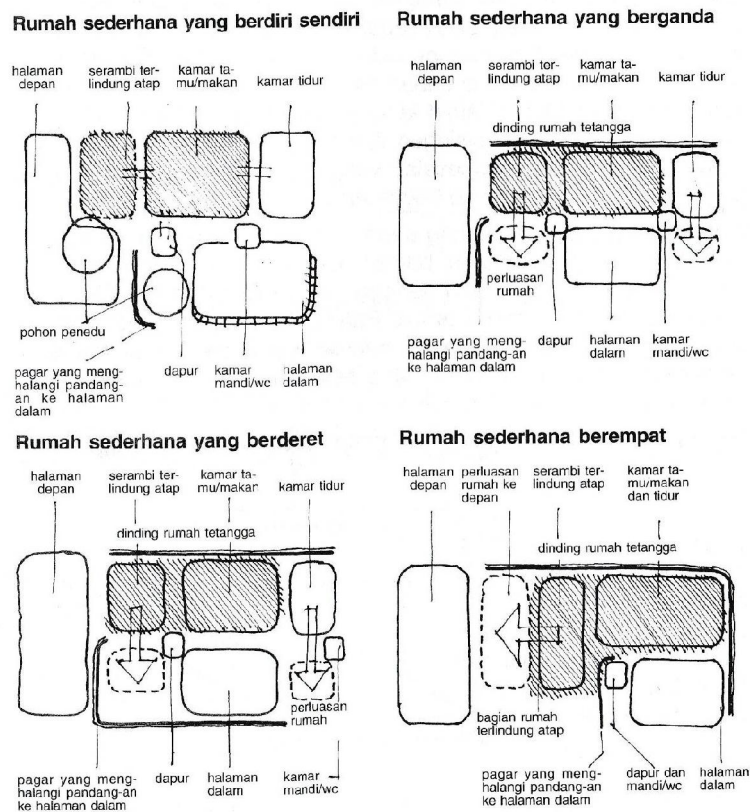 Rumah sederhana yang berdiri sendiri
halaman
depan
serambi ter-
lindung atap
kamar ta-
mu/makan
kamar tidur
pohon penedu
pagar yang meng-
halangi pandang-
an ke halaman
dalam
dapur
kamar
mandi/wc
halaman
dalam
Rumah sederhana yang berganda
halaman
depan
serambi ter-
lindung atap
kamar ta-
mu/makan
kamar tidur
dinding rumah tetangga
perluasan
rumah
pagar yang meng-
halangi pandang-an
ke halaman dalam
dapur
halaman
dalam
kamar
mandi/wc
Rumah sederhana yang berderet
halaman
depan
serambi ter-
lindung atap
kamar ta-
mu/makan
kamar tidur
dinding rumah tetangga
perluasan
rumah
pagar yang meng-
halangi pandang-an
ke halaman dalam
dapur
halaman
dalam
kamar
mandi/wc
Rumah sederhana berempat
halaman
depan
perluasan
rumah ke
depan
serambi ter-
lindung atap
kamar ta-
mu/makan
dan tidur
dinding rumah tetangga
bagian rumah
terlindung atap
pagar yang meng-
halangi pandang-an
ke halaman dalam
dapur dan
mandi/wc
halaman
dalam